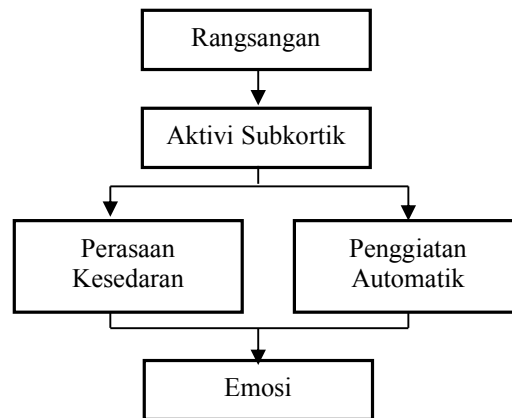 Rangsangan
Aktivi Subkortik
Perasaan
Kesedaran
Penggiatan
Automatik
Emosi